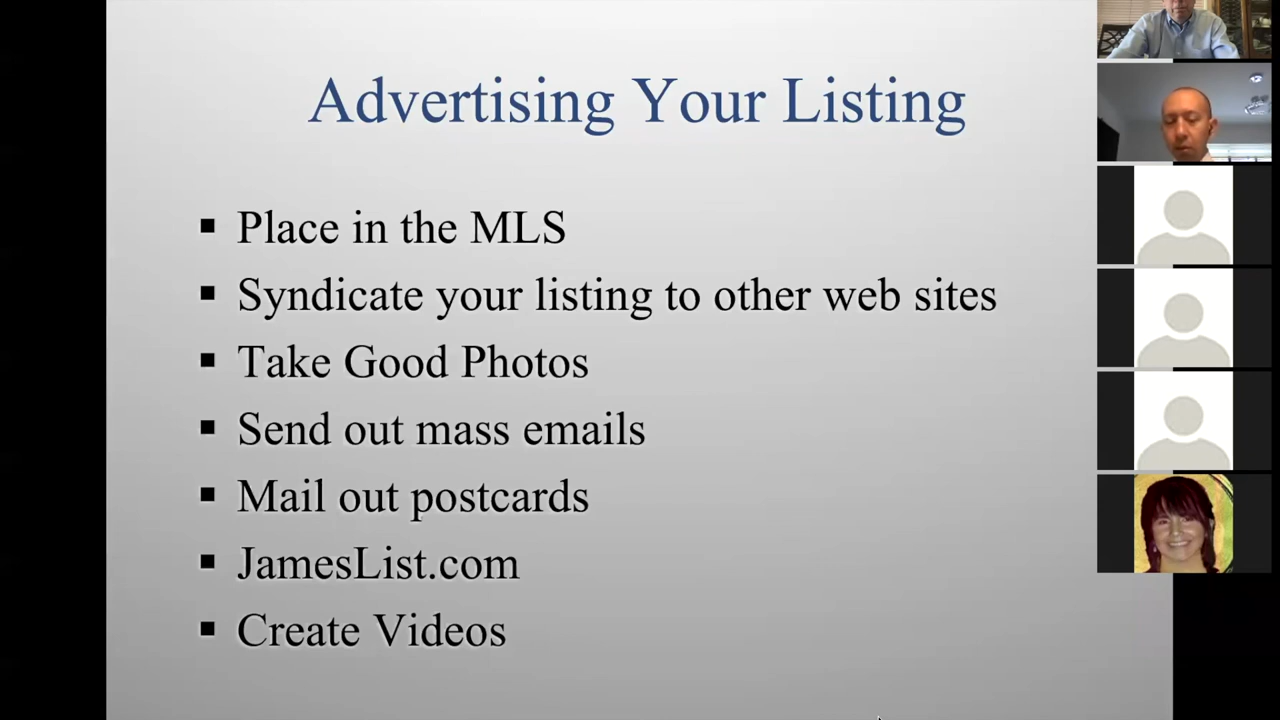 Advertising Your Listing
▪ Place in the MLS
▪ Syndicate your listing to other web sites
▪ Take Good Photos
▪ Send out mass emails
▪ Mail out postcards
▪ JamesList.com
▪ Create Videos